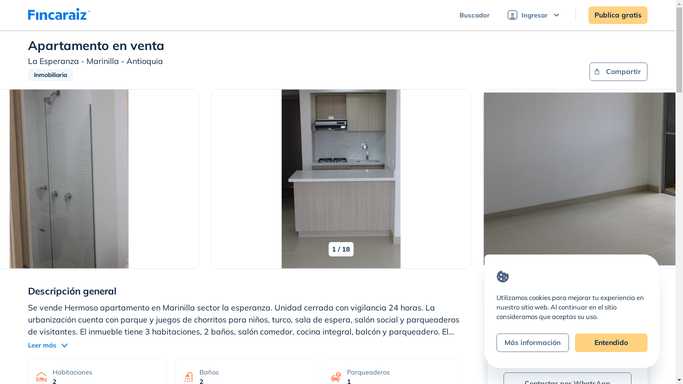 Fincaraiz
Buscador
Ingresar
Publica gratis
Apartamento en venta
La Esperanza - Marinilla - Antioquia
Inmobiliaria
Compartir
1 / 18
Descripción general
Se vende Hermoso apartamento en Marinilla sector la esperanza. Unidad cerrada con vigilancia 24 horas. La
urbanización cuenta con parque y juegos de chorritos para niños, turco, sala de espera, salón social y parqueaderos
de visitantes. El inmueble tiene 3 habitaciones, 2 baños, salón comedor, cocina integral, balcón y parqueadero. El...
Leer más
Habitaciones
2
Baños
2
Parqueaderos
1
Utilizamos cookies para mejorar tu experiencia en
nuestro sitio web. Al continuar en el sitio
consideramos que aceptas su uso.
Más información
Entendido
Contactar por WhatsApp